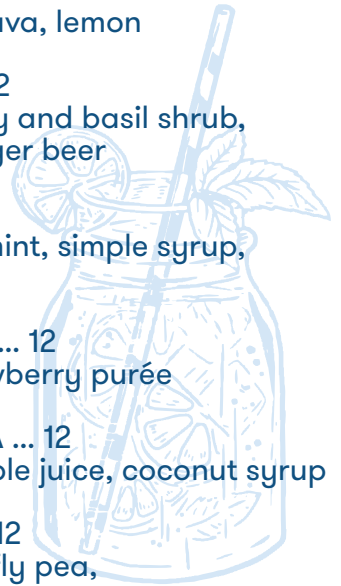 ava, lemon
2
y and basil shrub,
ger beer
mint, simple syrup,
... 12
wberry purée
A ... 12
ple juice, coconut syrup
12
fly pea,